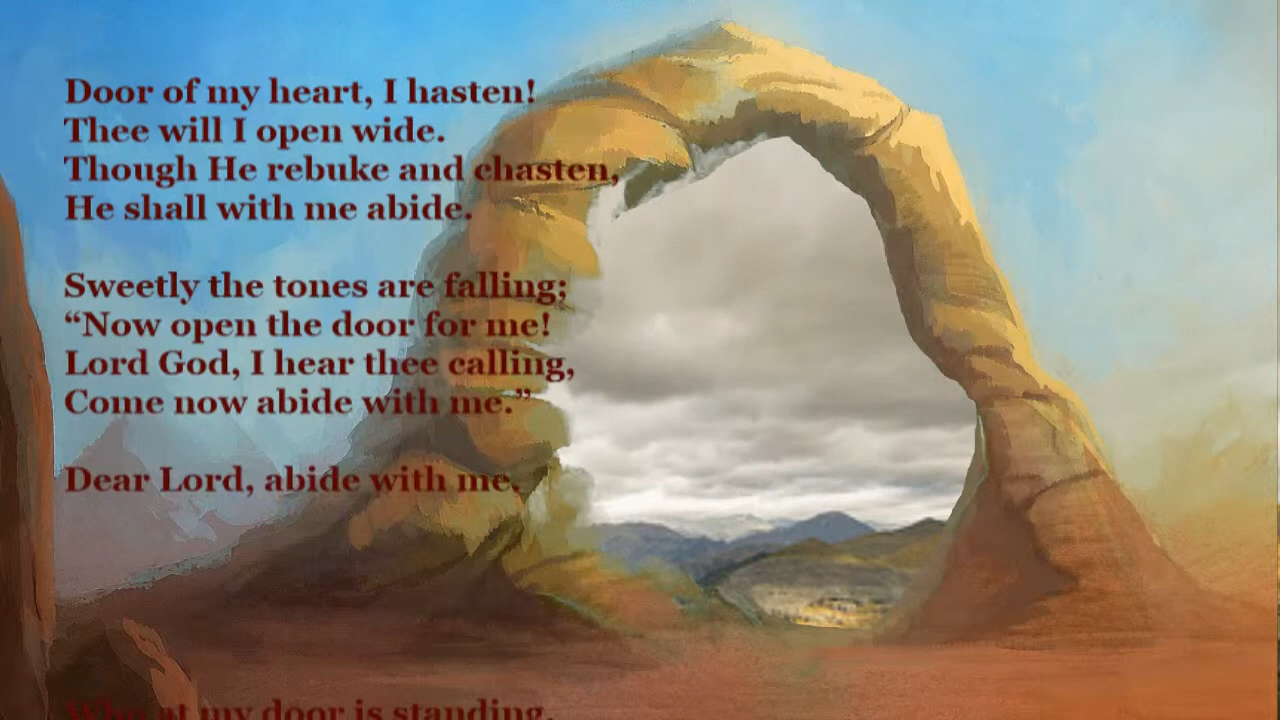 Door of my heart, I hasten!
Thee will I open wide.
Though He rebuke and chasten,
He shall with me abide.
Sweetly the tones are falling;
“Now open the door for me!
Lord God, I hear thee calling,
Come now abide with me.”
Dear Lord, abide with me.
Who at my door is standing,